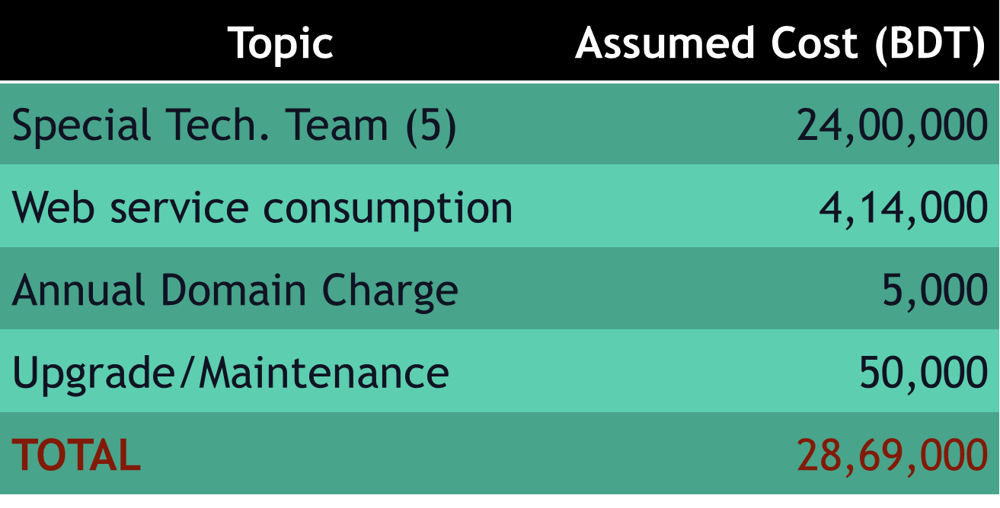 Topic Assumed Cost (BDT)
Special Tech. Team (5) 24,00,000
Web service consumption 4,14,000
Annual Domain Charge 5,000
Upgrade/Maintenance 50,000
TOTAL 28,69,000